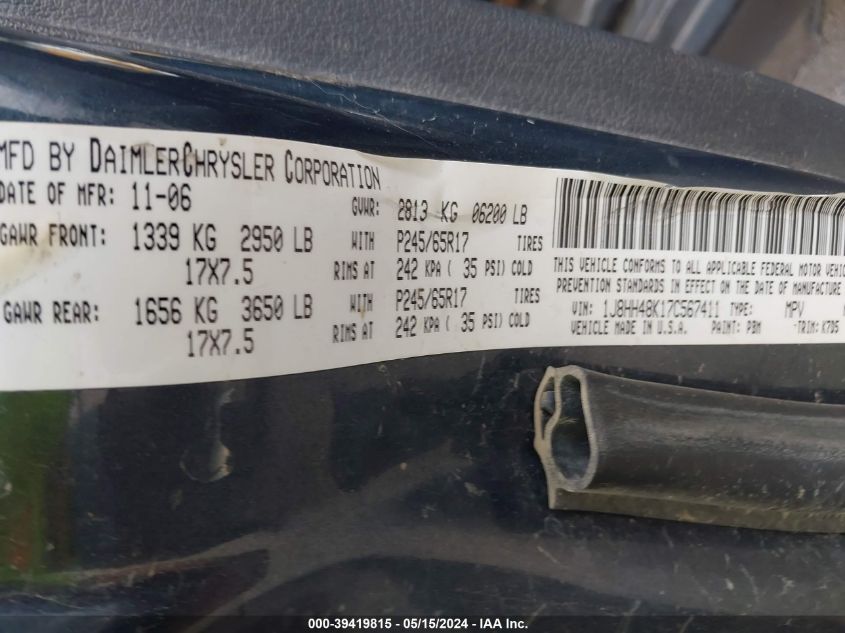 MFD BY DAIMLERCHRYSLER CORPORATION
DATE OF MFR: 11-06 GVWR: 2813 KG 06200 LB
GAWR FRONT: 1339 KG 2950 LB WITH P245/65R17 TIRES
17X7.5 RIMS AT 242 KPA ( 35 PSI) COLD
GAWR REAR: 1656 KG 3650 LB WITH P245/65R17 TIRES
17X7.5 RIMS AT 242 KPA ( 35 PSI) COLD
THIS VEHICLE CONFORMS TO ALL APPLICABLE FEDERAL MOTOR VEHICLE
PREVENTION STANDARDS IN EFFECT ON THE DATE OF MANUFACTURE
VIN: 1J8HH48K17C567411 TYPE: MPV
VEHICLE MADE IN U.S.A. PAINT: PBM -TRIM: K7D5
000-39419815 - 05/15/2024 - IAA Inc.